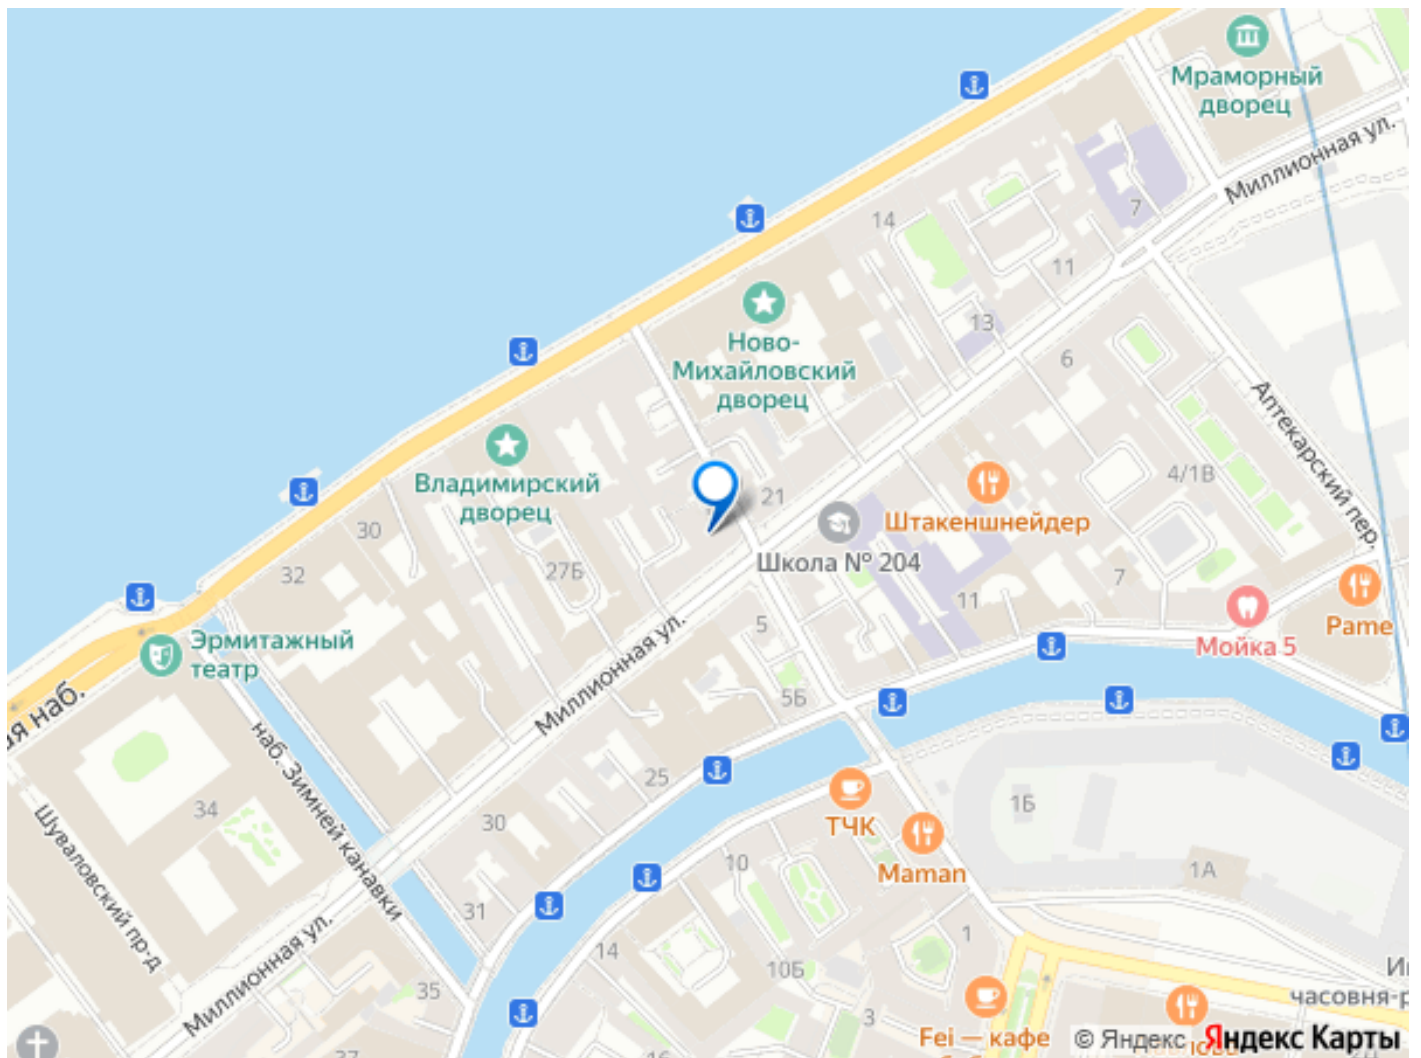 Мраморный
дворец
Миллионная ул.
7
14
11
13
Ново-
Михайловский
дворец
6
Аптекарский пер.
4/1В
Владимирский
дворец
21
Штакеншнейдер
Школа № 204
30
32
27Б
7
11
5
Мойка 5
Pame
Эрмитажный
театр
Миллионная ул.
5Б
ая наб.
наб. Зимней канавки
25
34
30
1Б
ТЧК
Maman
10
1А
Шуваловский пр-д
31
Миллионная ул.
14
10Б
1
35
3
часовня-р
Fei — кафе
16
37
© Яндекс Яндекс Карты